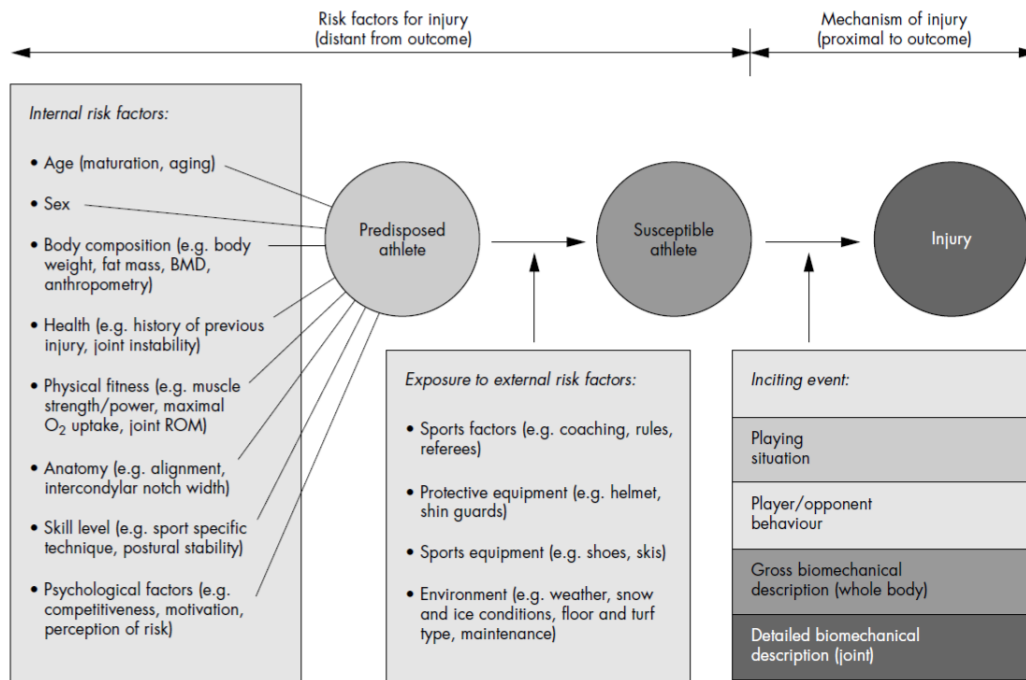 Risk factors for injury
(distant from outcome)
Mechanism of injury
(proximal to outcome)
Internal risk factors:
• Age (maturation, aging)
• Sex
• Body composition (e.g. body
weight, fat mass, BMD,
anthropometry)
• Health (e.g. history of previous
injury, joint instability)
• Physical fitness (e.g. muscle
strength/power, maximal
O₂ uptake, joint ROM)
• Anatomy (e.g. alignment,
intercondylar notch width)
• Skill level (e.g. sport specific
technique, postural stability)
• Psychological factors (e.g.
competitiveness, motivation,
perception of risk)
Predisposed
athlete
Susceptible
athlete
Injury
Exposure to external risk factors:
• Sports factors (e.g. coaching, rules,
referees)
• Protective equipment (e.g. helmet,
shin guards)
• Sports equipment (e.g. shoes, skis)
• Environment (e.g. weather, snow
and ice conditions, floor and turf
type, maintenance)
Inciting event:
Playing
situation
Player/opponent
behaviour
Gross biomechanical
description (whole body)
Detailed biomechanical
description (joint)